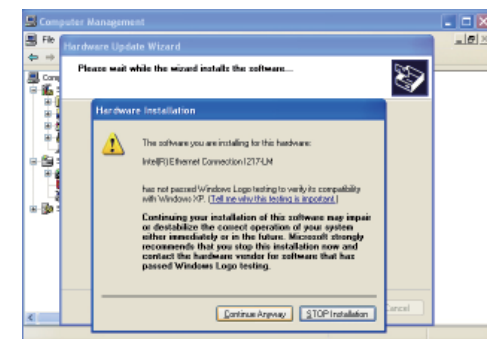 Computer Management
File
Hardware Update Wizard
Please wait while the wizard installs the software...
Hardware Installation
The software you are installing for this hardware:
Intel(R) Ethernet Connection I217-LM
has not passed Windows Logo testing to verify its compatibility
with Windows XP. (Tell me why this testing is important.)
Continuing your installation of this software may impair
or destabilize the correct operation of your system
either immediately or in the future. Microsoft strongly
recommends that you stop this installation now and
contact the hardware vendor for software that has
passed Windows Logo testing.
Continue Anyway
STOP Installation
Cancel